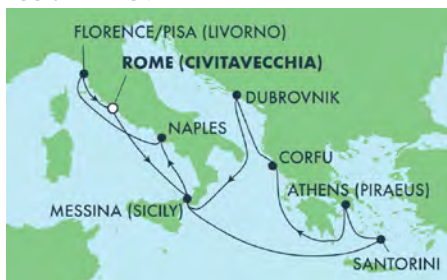 FLORENCE/PISA (LIVORNO)
ROME (CIVITAVECCHIA)
DUBROVNIK
NAPLES
CORFU
ATHENS (PIRAEUS)
MESSINA (SICILY)
SANTORINI